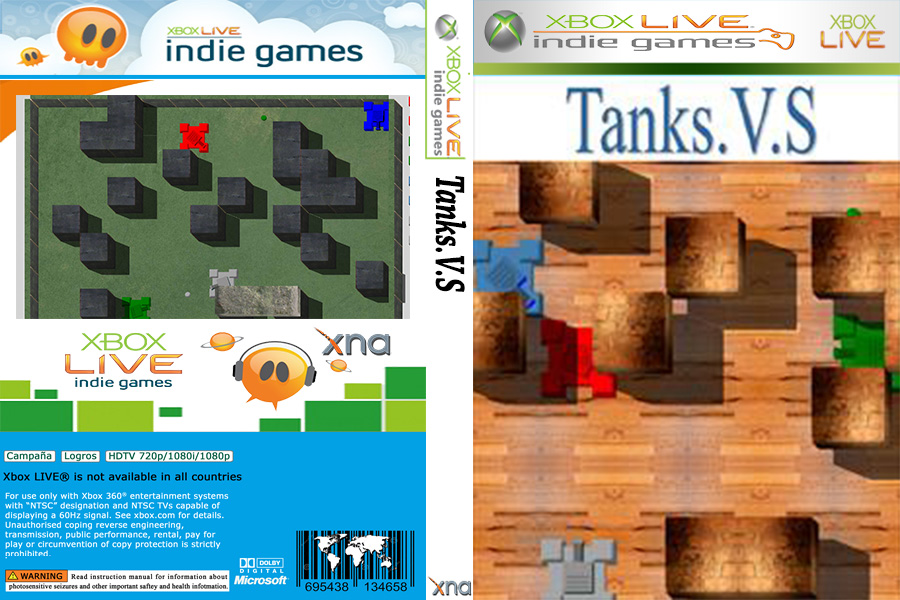 XBOX LIVE
indie games
XBOX LIVE
indie games
xna
Campaña Logros HDTV 720p/1080i/1080p
Xbox LIVE® is not available in all countries
For use only with Xbox 360® entertainment systems
with “NTSC” designation and NTSC TVs capable of
displaying a 60Hz signal. See xbox.com for details.
Unauthorised coping reverse engineering,
transmission, public performance, rental, pay for
play or circumvention of copy protection is strictly
prohibited.
WARNING Read instruction manual for information about
photosensitive seizures and other important saftey and health infotmation.
DOLBY
DIGITAL
Microsoft
695438 134658
XBOX LIVE
indie games
Tanks.V.S
xna
XBOX LIVE
indie games
XBOX
LIVE
Tanks.V.S